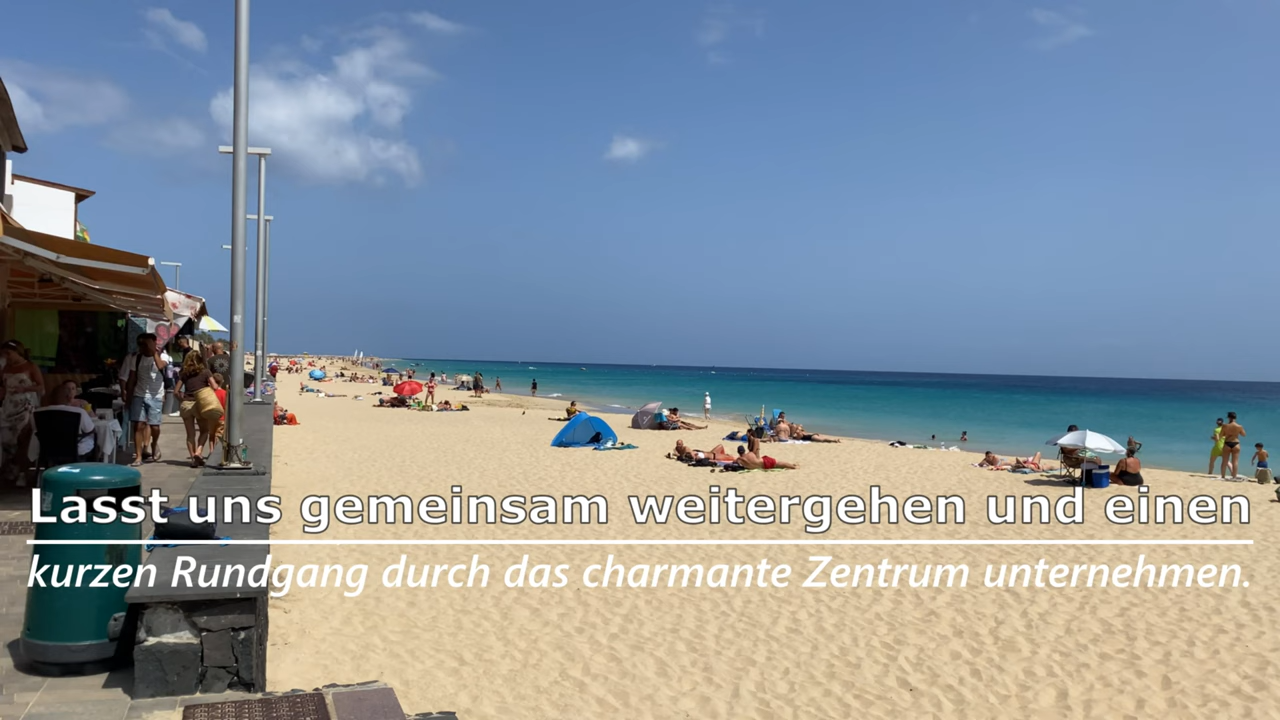 Lasst uns gemeinsam weitergehen und einen
kurzen Rundgang durch das charmante Zentrum unternehmen.